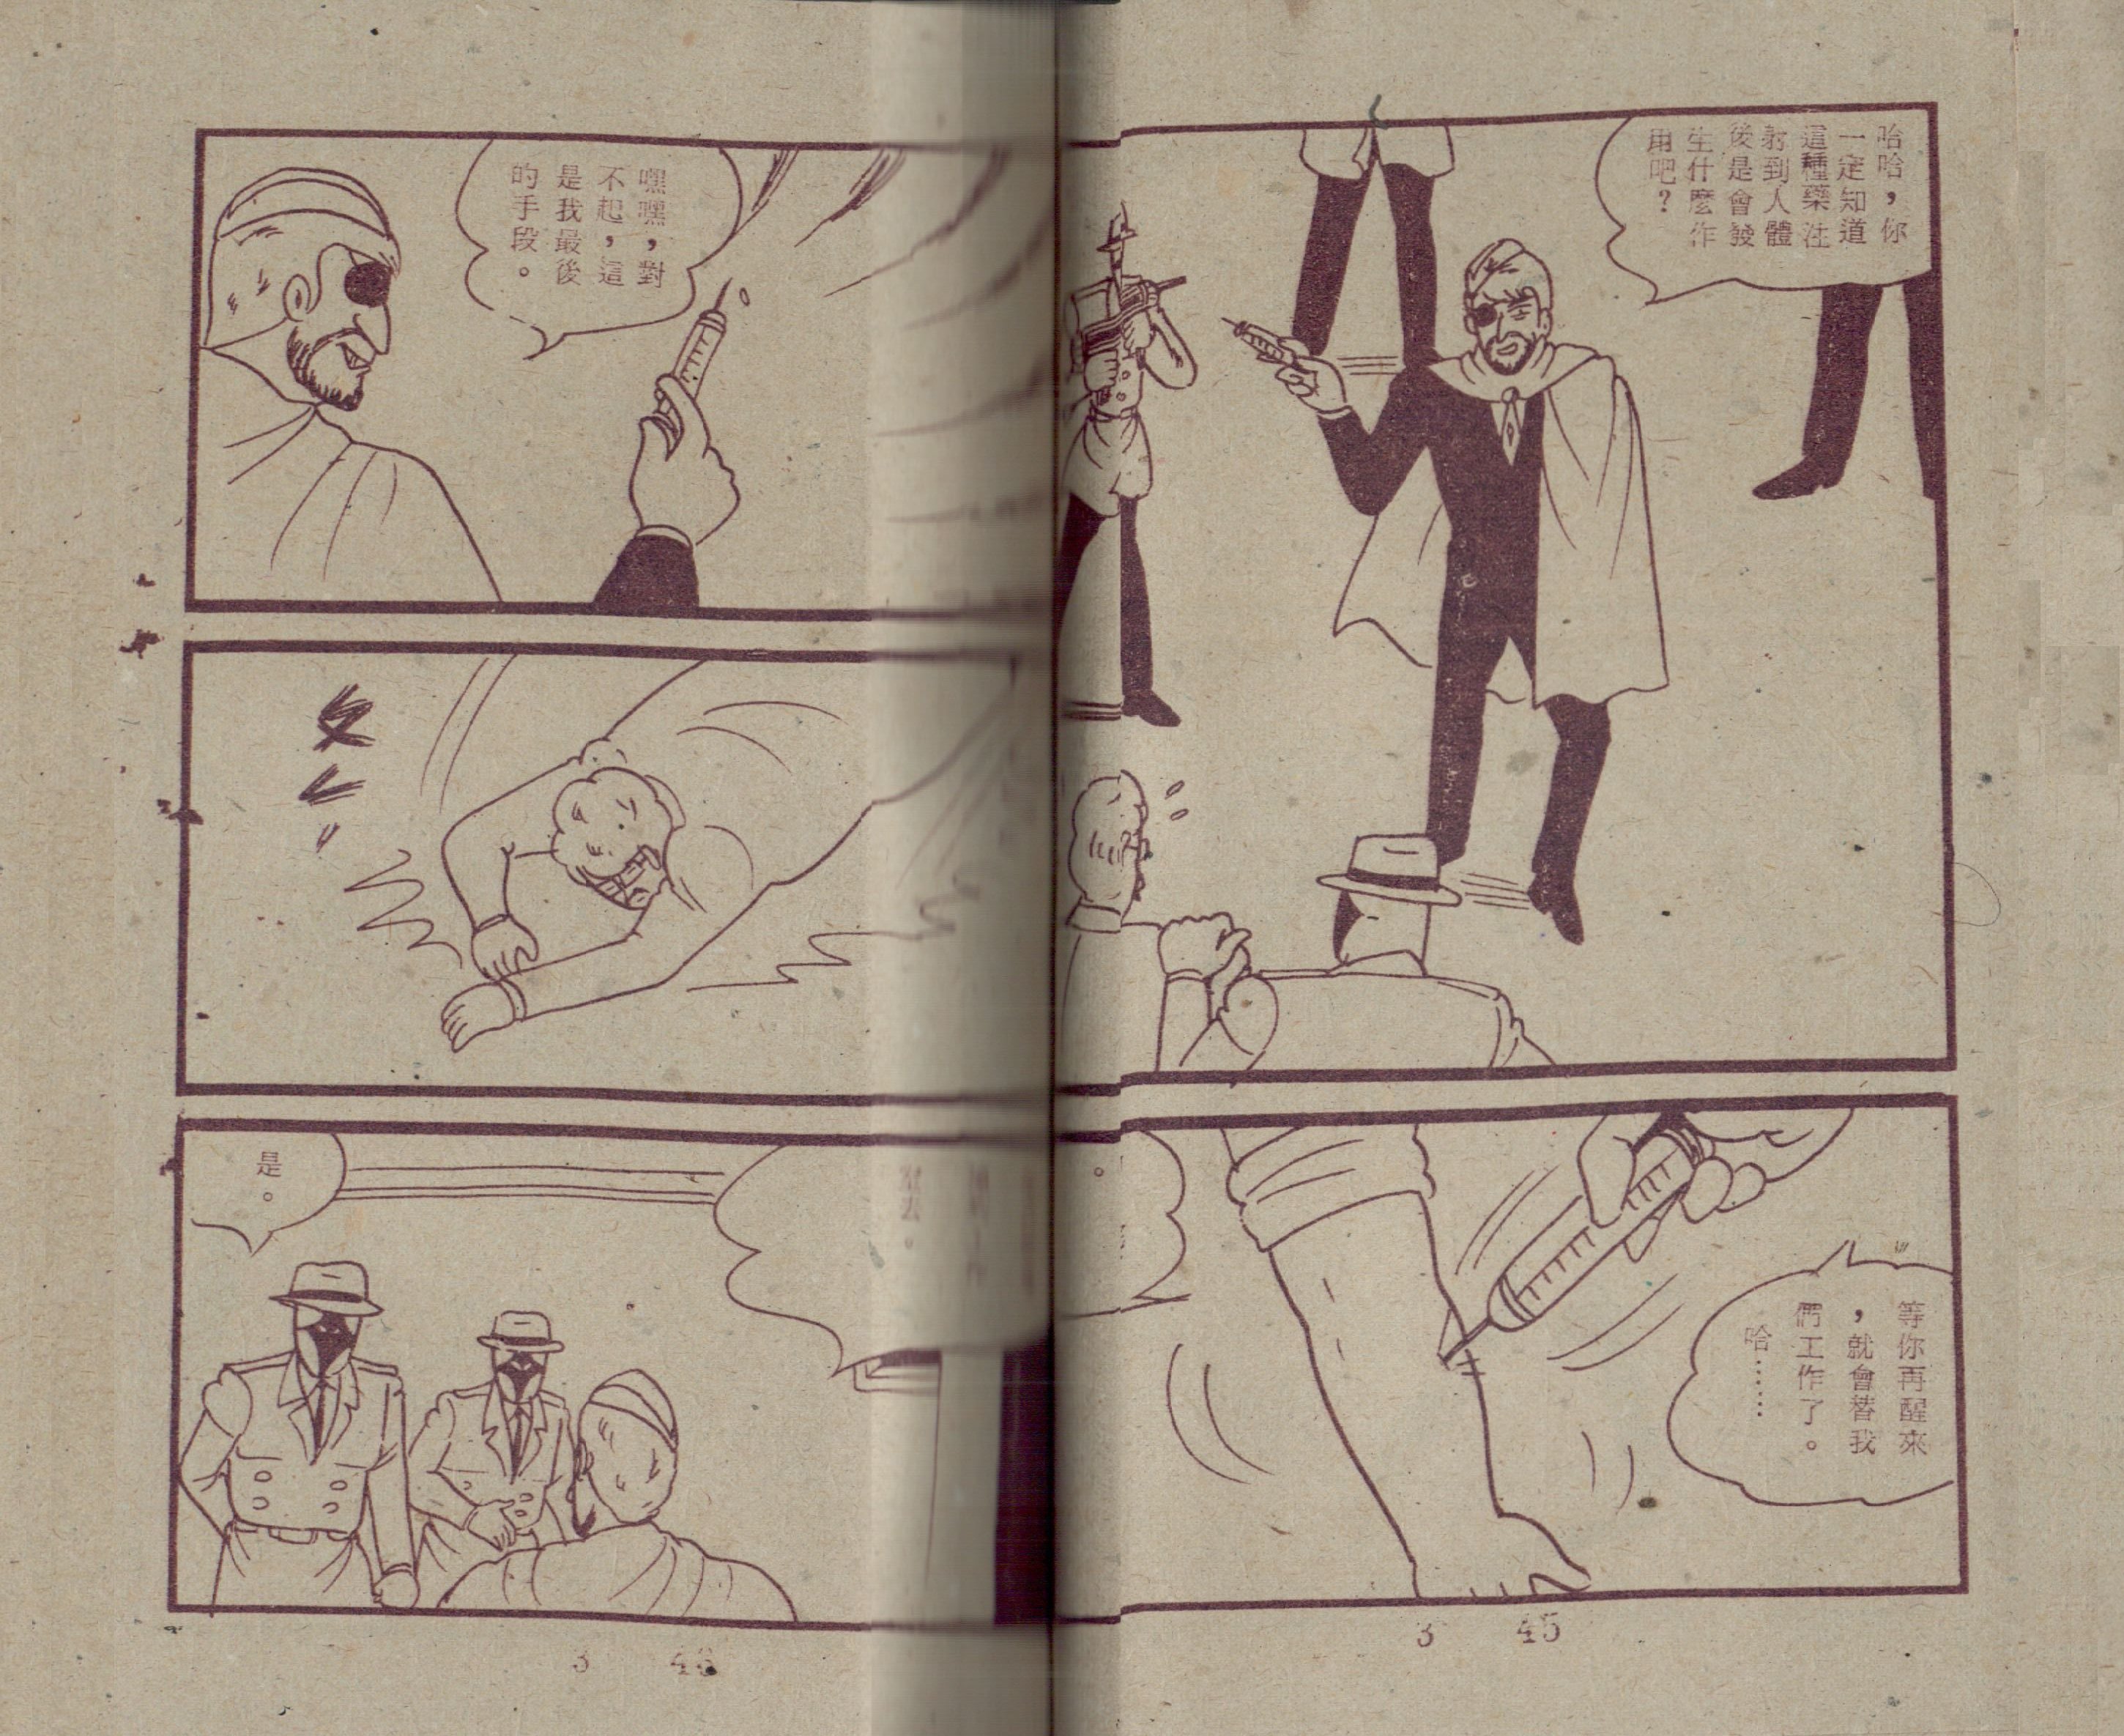 哈哈，你
一定知道
這種藥注
射到人體
後是會發
生什麼作
用吧？
等你再醒來
，就會替我
們工作了。
哈……
3 45
嘿嘿，對
不起，這
是我最後
的手段。
ㄆㄑ〃
是。
3 46